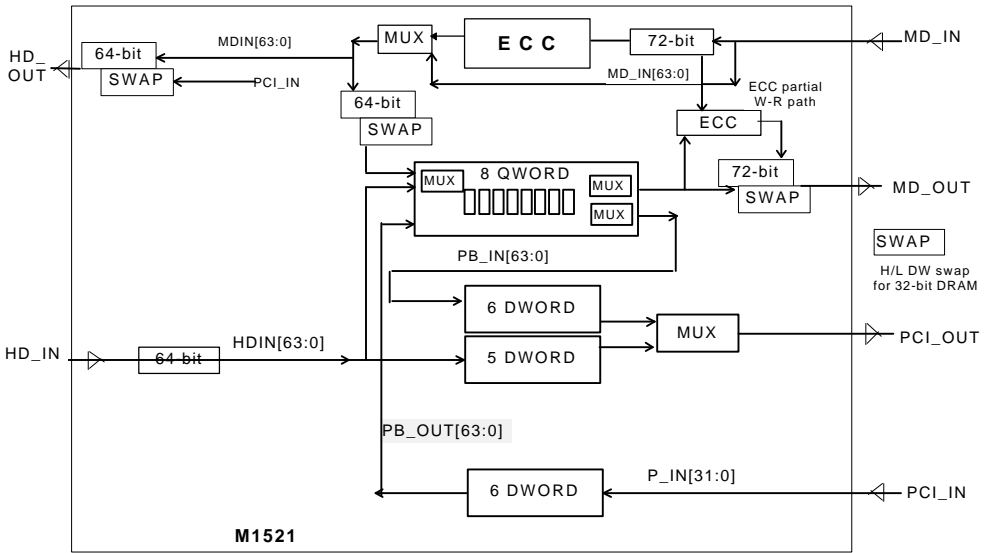 HD_
OUT
64-bit
SWAP
MDIN[63:0]
PCI_IN
MUX
ECC
72-bit
MD_IN
MD_IN[63:0]
64-bit
SWAP
ECC partial
W-R path
ECC
72-bit
SWAP
MD_OUT
MUX
8 QWORD
MUX
MUX
SWAP
H/L DW swap
for 32-bit DRAM
PB_IN[63:0]
6 DWORD
MUX
PCI_OUT
HD_IN
64-bit
HDIN[63:0]
5 DWORD
PB_OUT[63:0]
6 DWORD
P_IN[31:0]
PCI_IN
M1521